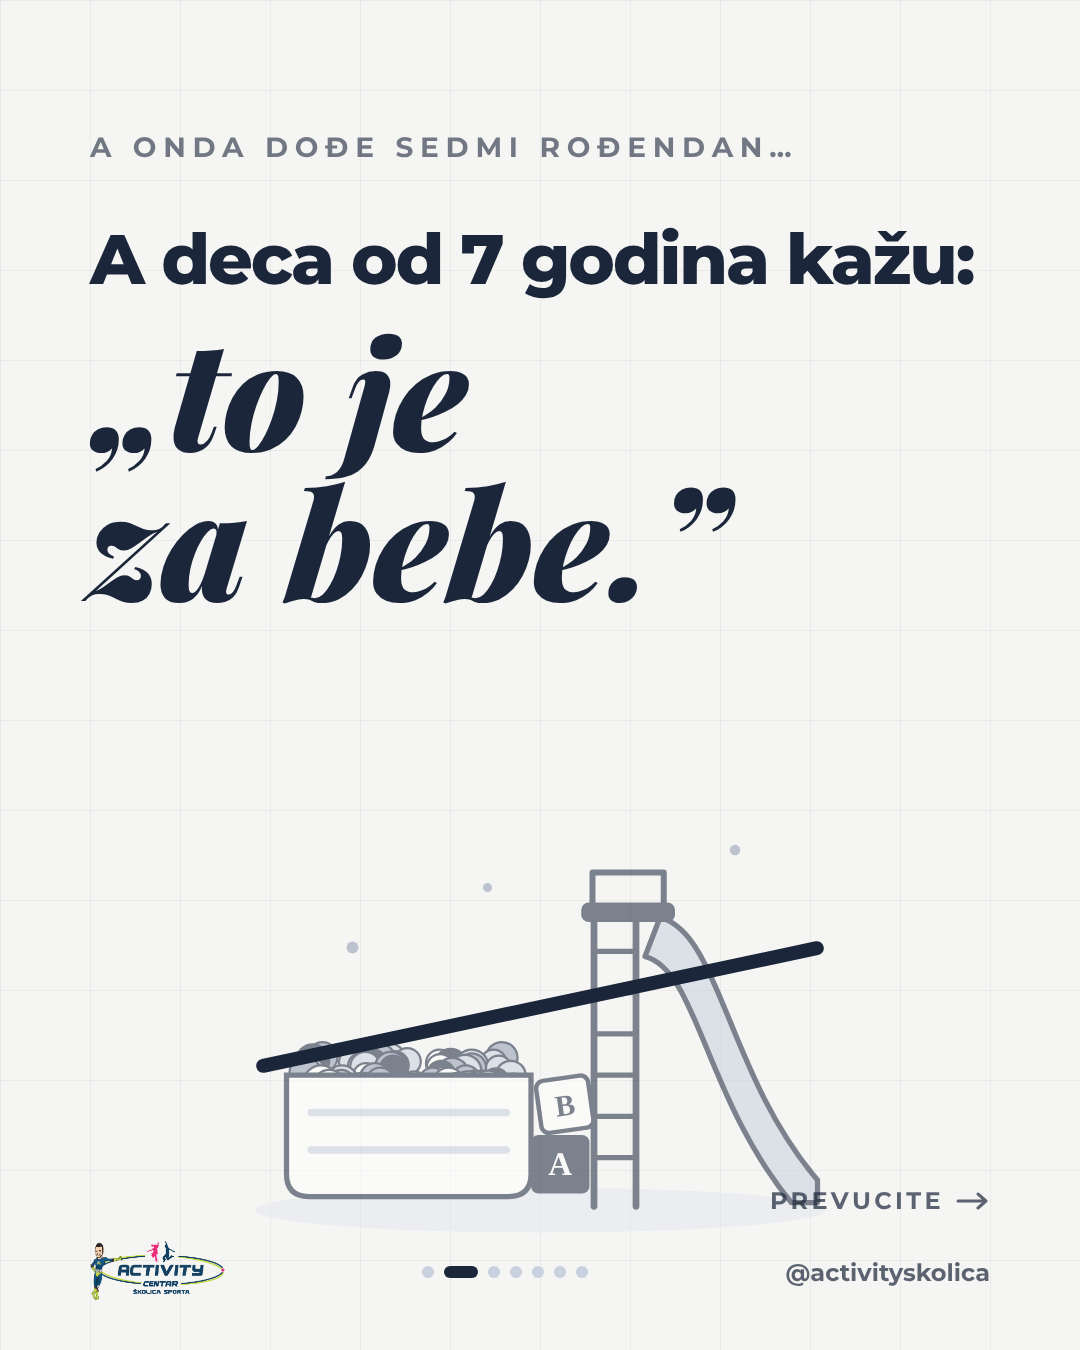 A ONDA DOĐE SEDMI ROĐENDAN…
A deca od 7 godina kažu:
„to je
za bebe.”
B
A
PREVUCITE →
ACTIVITY
CENTAR
ŠKOLICA SPORTA
@activityskolica